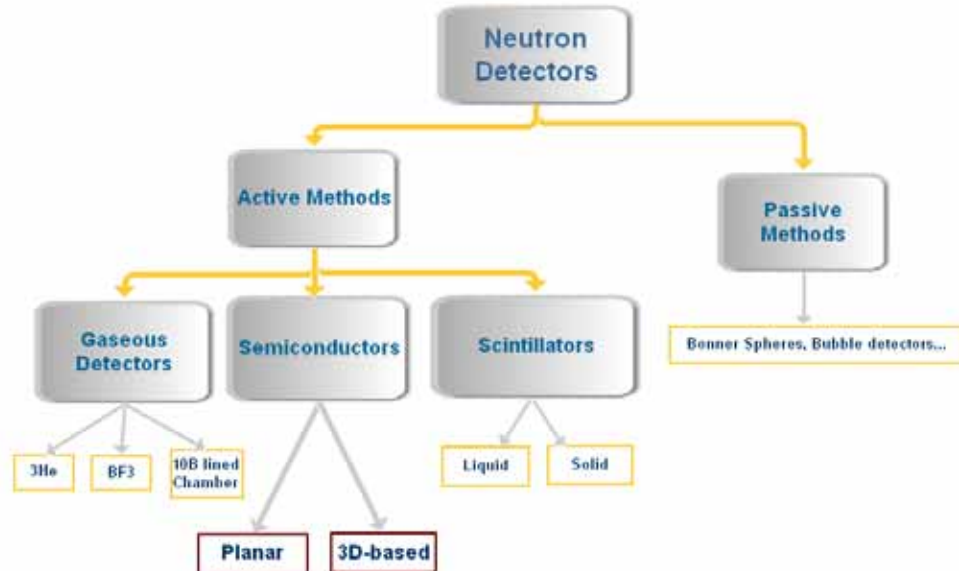 Neutron
Detectors
Active Methods
Passive
Methods
Gaseous
Detectors
Semiconductors
Scintillators
Bonner Spheres, Bubble detectors...
3He
BF3
10B lined
Chamber
Liquid
Solid
Planar
3D-based